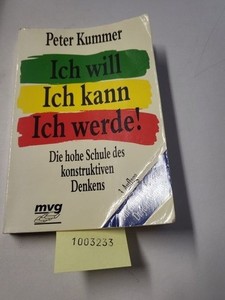 Peter Kummer
Ich will
Ich kann
Ich werde!
Die hohe Schule des
konstruktiven
Denkens
mvg
1003233